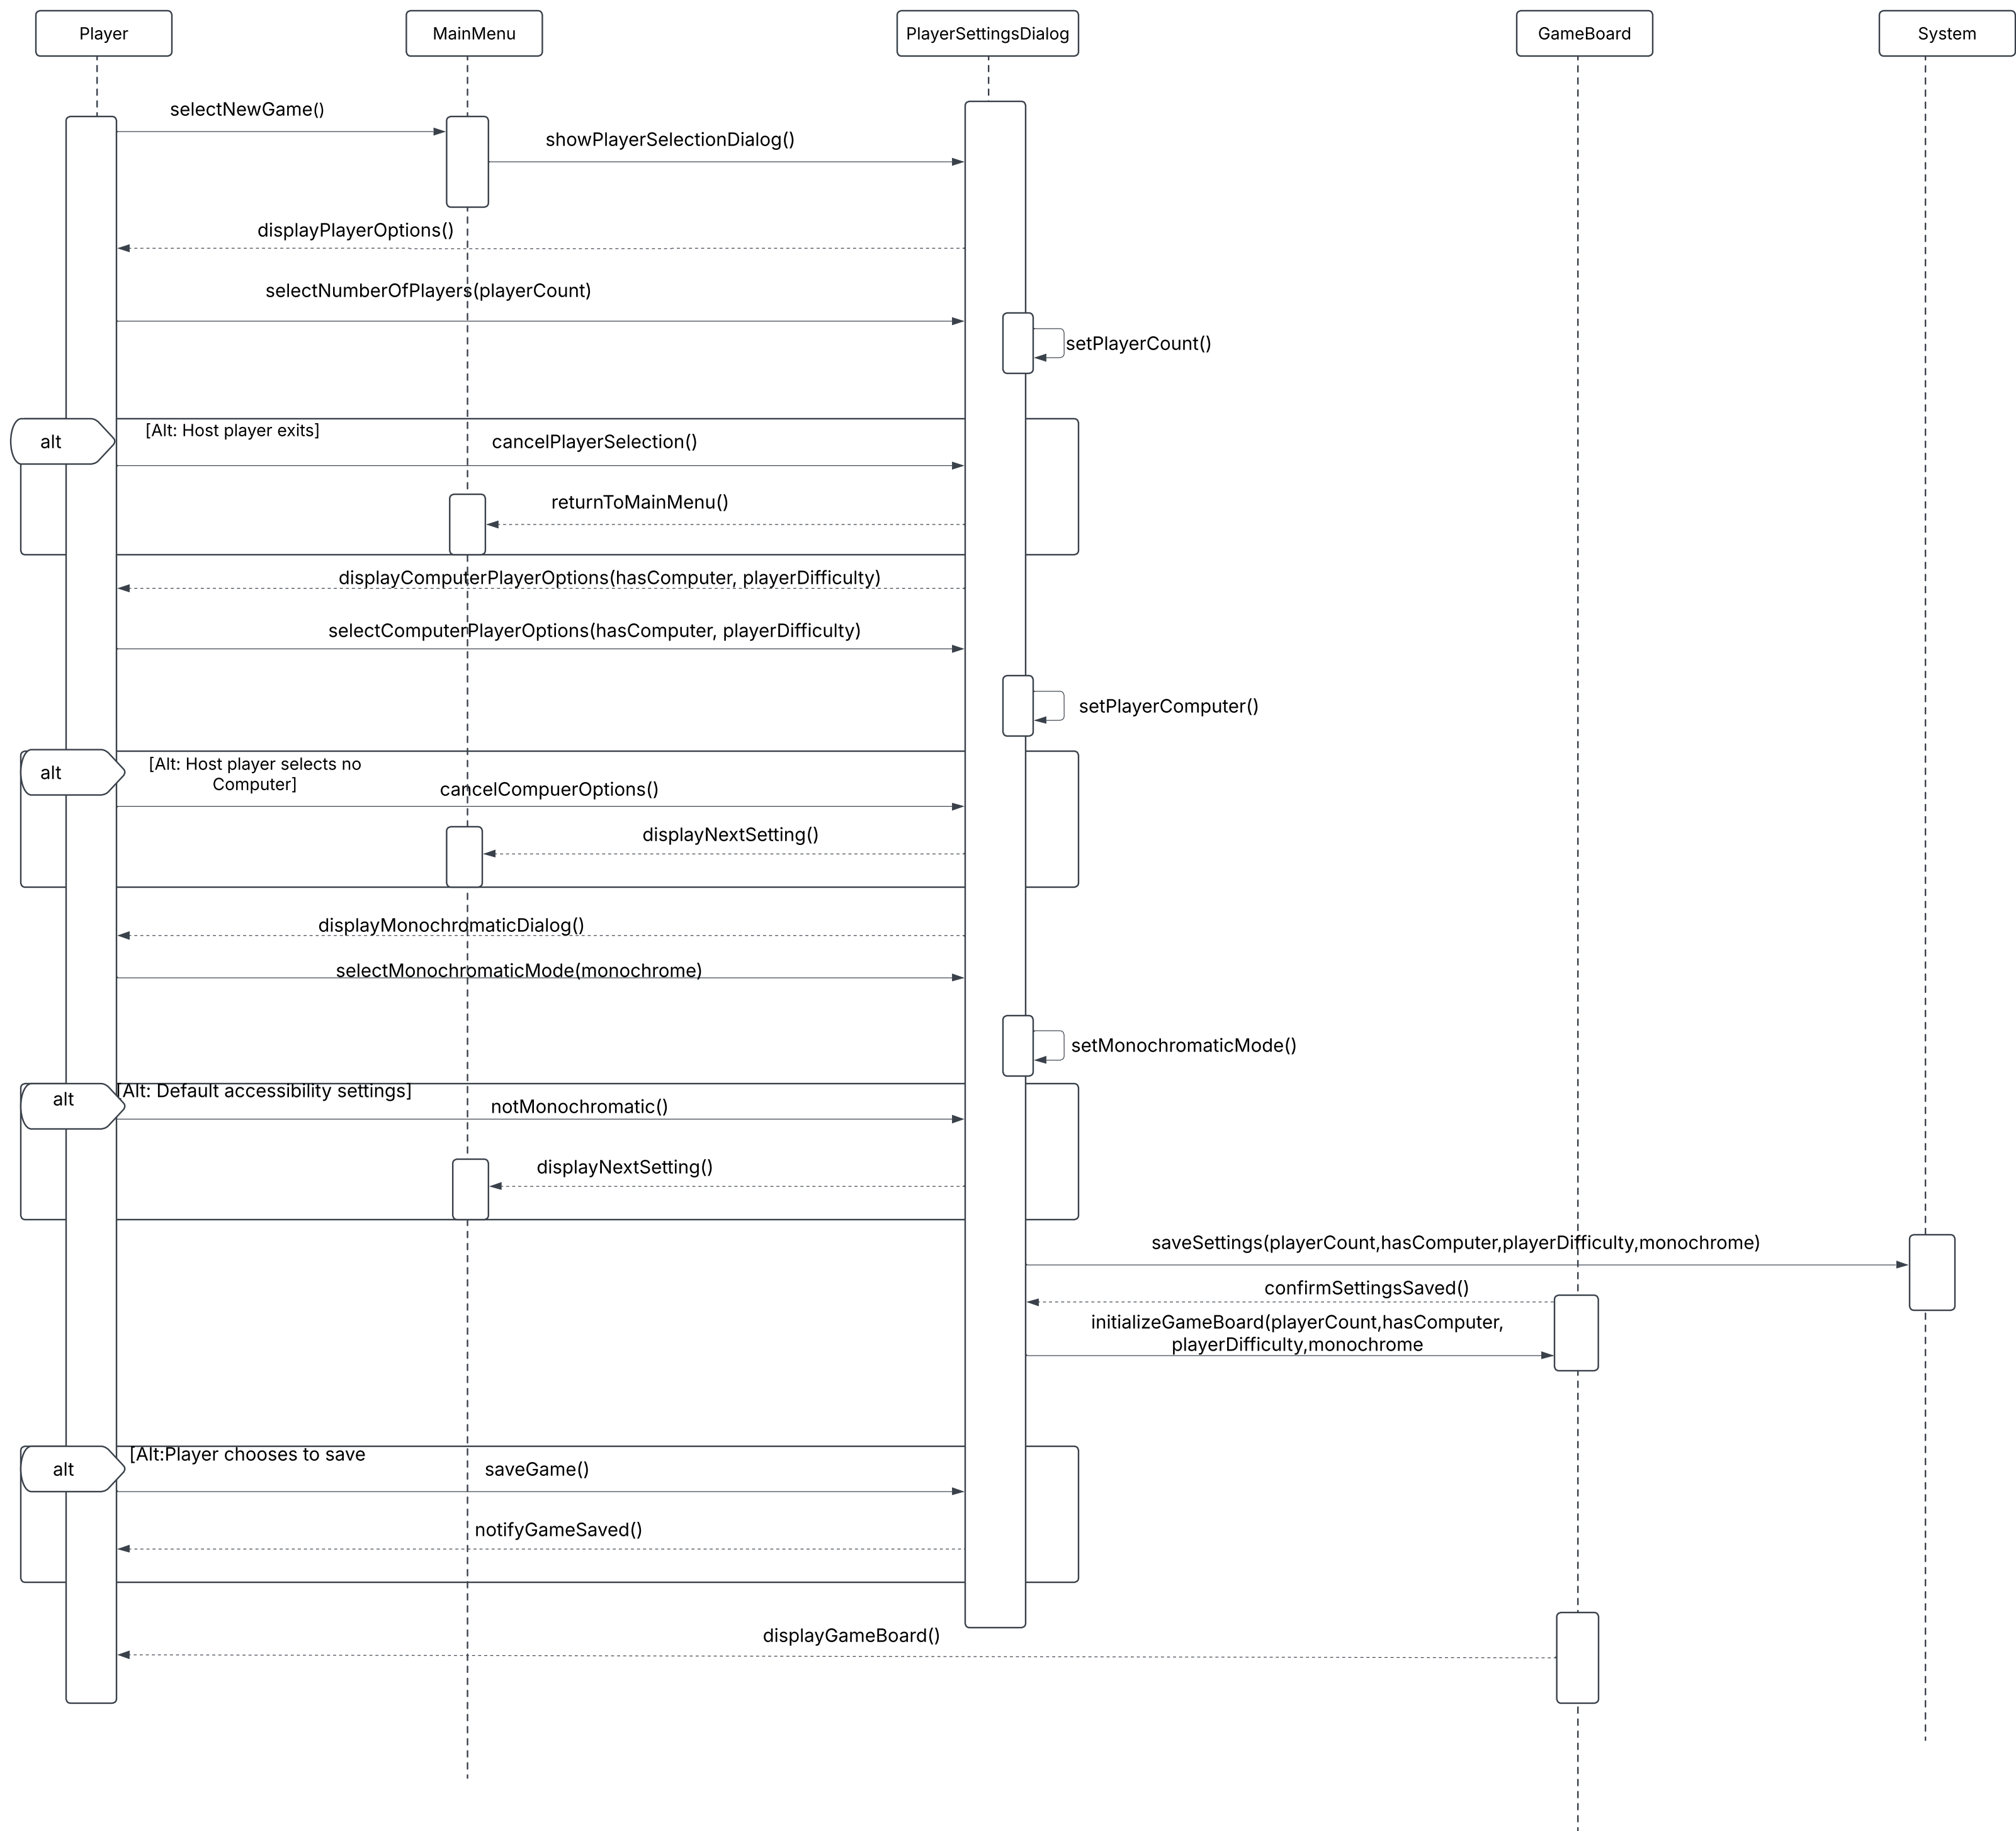 Player
MainMenu
PlayerSettingsDialog
GameBoard
System
selectNewGame()
showPlayerSelectionDialog()
displayPlayerOptions()
selectNumberOfPlayers(playerCount)
setPlayerCount()
alt
[Alt: Host player exits]
cancelPlayerSelection()
returnToMainMenu()
displayComputerPlayerOptions(hasComputer, playerDifficulty)
selectComputerPlayerOptions(hasComputer, playerDifficulty)
setPlayerComputer()
alt
[Alt: Host player selects no
Computer]
cancelCompuerOptions()
displayNextSetting()
displayMonochromaticDialog()
selectMonochromaticMode(monochrome)
setMonochromaticMode()
alt
[Alt: Default accessibility settings]
notMonochromatic()
displayNextSetting()
saveSettings(playerCount,hasComputer,playerDifficulty,monochrome)
confirmSettingsSaved()
initializeGameBoard(playerCount,hasComputer,
playerDifficulty,monochrome
alt
[Alt:Player chooses to save
saveGame()
notifyGameSaved()
displayGameBoard()